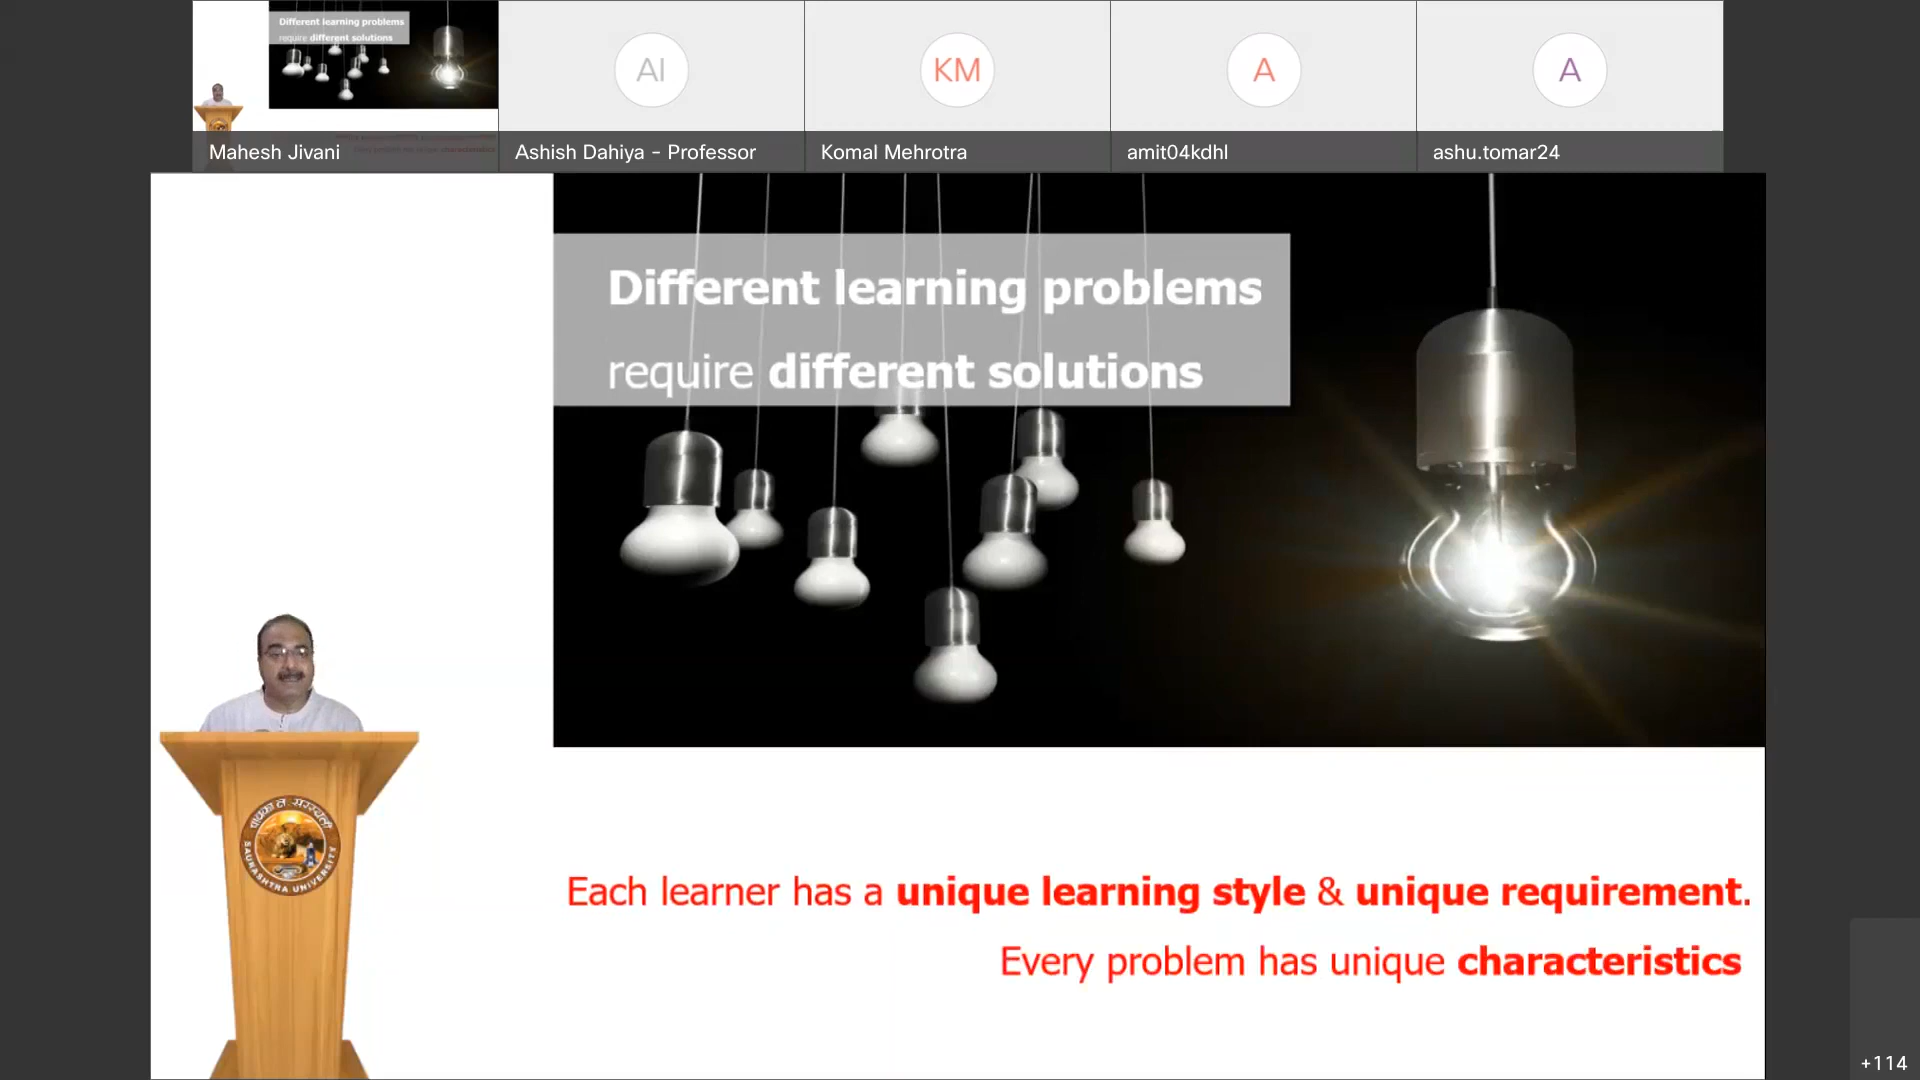 Different learning problems
require different solutions
AI
KM
A
A
Mahesh Jivani
Ashish Dahiya - Professor
Komal Mehrotra
amit04kdhl
ashu.tomar24
Different learning problems
require different solutions
SAURASHTRA UNIVERSITY
Each learner has a unique learning style & unique requirement.
Every problem has unique characteristics
+114